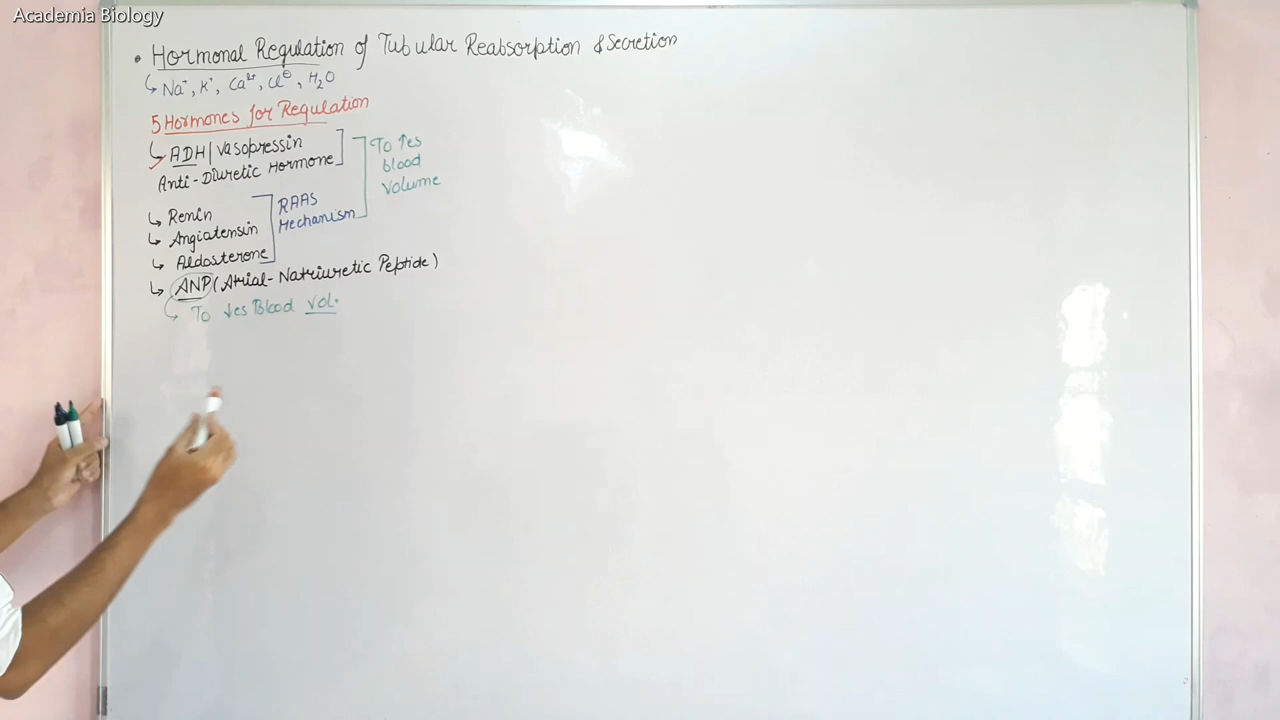 Academia Biology
• Hormonal Regulation of Tubular Reabsorption & Secretion
↳ Na⁺, K⁺, Ca²⁺, Cl⊖, H₂O
5 Hormones for Regulation
↳ ADH | Vasopressin
Anti-Diuretic Hormone
To ↑es
blood
volume
↳ Renin
↳ Angiatensin
↳ Aldosterone
RAAS
Mechanism
↳ ANP (Atrial-Natriuretic Peptide)
↳ To ↓es Blood vol.